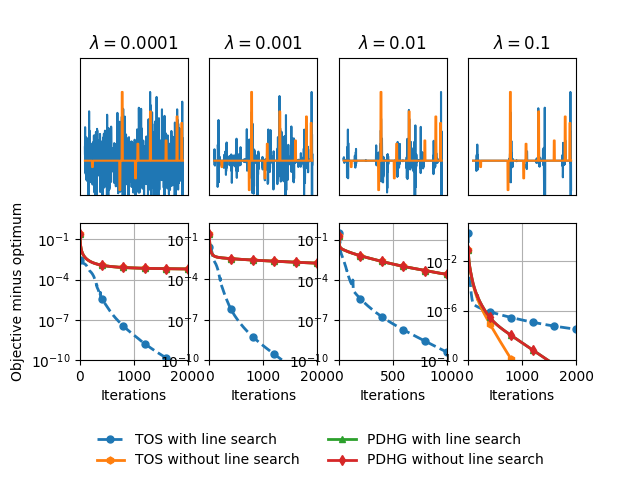 λ = 0.0001 λ = 0.001 λ = 0.01 λ = 0.1
Objective minus optimum
10⁻¹ 10⁻¹ 10⁻¹
10⁻² 
10⁻⁴ 10⁻⁴ 10⁻⁴
10⁻⁶
10⁻⁷ 10⁻⁷ 10⁻⁷
10⁻¹⁰ 10⁻¹⁰ 10⁻¹⁰ 10⁻¹⁰
0 1000 2000 0 1000 2000 0 500 1000 0 1000 2000
Iterations Iterations Iterations Iterations
TOS with line search PDHG with line search
TOS without line search PDHG without line search